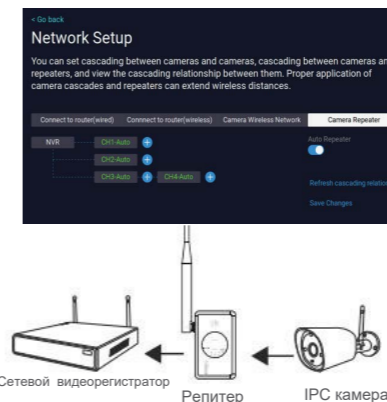 < Go back
Network Setup
You can set cascading between cameras and cameras, cascading between cameras an
repeaters, and view the cascading relationship between them. Proper application of
camera cascades and repeaters can extend wireless distances.
Connect to router(wired) Connnect to router(wireless) Camera Wireless Network Camera Repeater
NVR CH1-Auto Auto Repeater
CH2-Auto
CH3-Auto CH4-Auto Refresh cascading relation
Save Changes
Сетевой видеорегистратор
Репитер
IPC камера